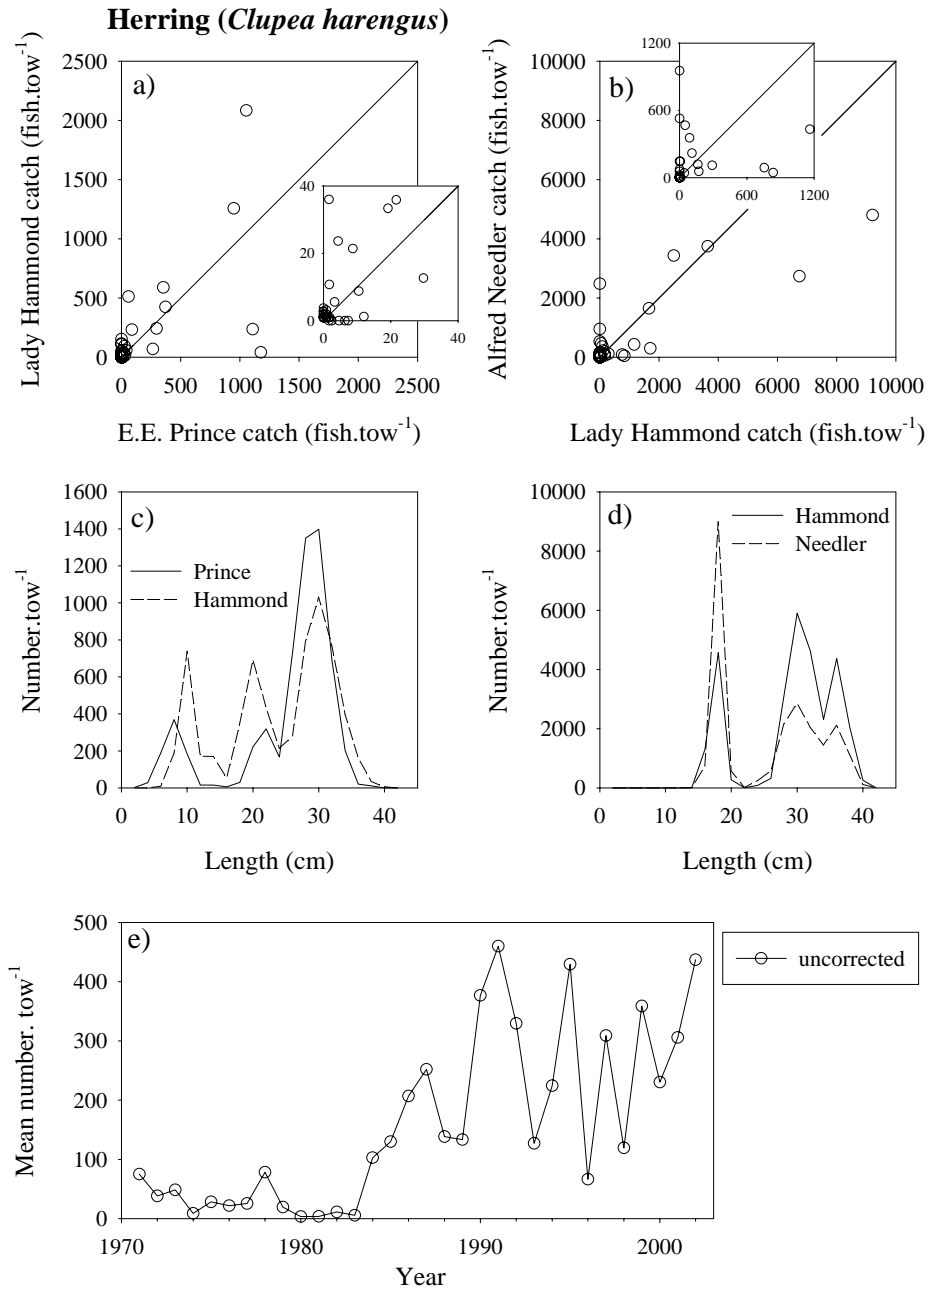 Herring (Clupea harengus)
a)
Lady Hammond catch (fish.tow-1)
2500
2000
1500
1000
500
0
0 500 1000 1500 2000 2500
E.E. Prince catch (fish.tow-1)
40
20
0
0 20 40
b)
Alfred Needler catch (fish.tow-1)
10000
8000
6000
4000
2000
0
0 2000 4000 6000 8000 10000
Lady Hammond catch (fish.tow-1)
1200
600
0
0 600 1200
c)
Number.tow-1
1600
1400
1200
1000
800
600
400
200
0
0 10 20 30 40
Length (cm)
Prince
Hammond
d)
Number.tow-1
10000
8000
6000
4000
2000
0
0 10 20 30 40
Length (cm)
Hammond
Needler
e)
Mean number. tow-1
500
400
300
200
100
0
1970 1980 1990 2000
Year
uncorrected